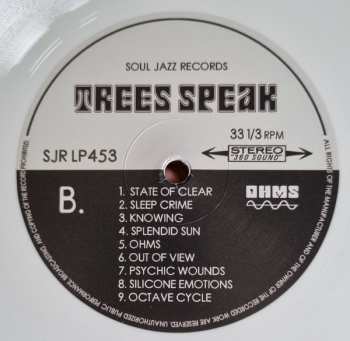 SOUL JAZZ RECORDS
TREES SPEAK
33 1/3 RPM
SJR LP453
STEREO
"360 SOUND"
B.
OHMS
1. STATE OF CLEAR
2. SLEEP CRIME
3. KNOWING
4. SPLENDID SUN
5. OHMS
6. OUT OF VIEW
7. PSYCHIC WOUNDS
8. SILICONE EMOTIONS
9. OCTAVE CYCLE
ALL RIGHTS OF THE MANUFACTURER AND OF THE OWNER OF THE RECORDED WORK ARE RESERVED. UNAUTHORIZED PUBLIC PERFORMANCE, BROADCASTING, AND COPYING OF THE RECORD PROHIBITED